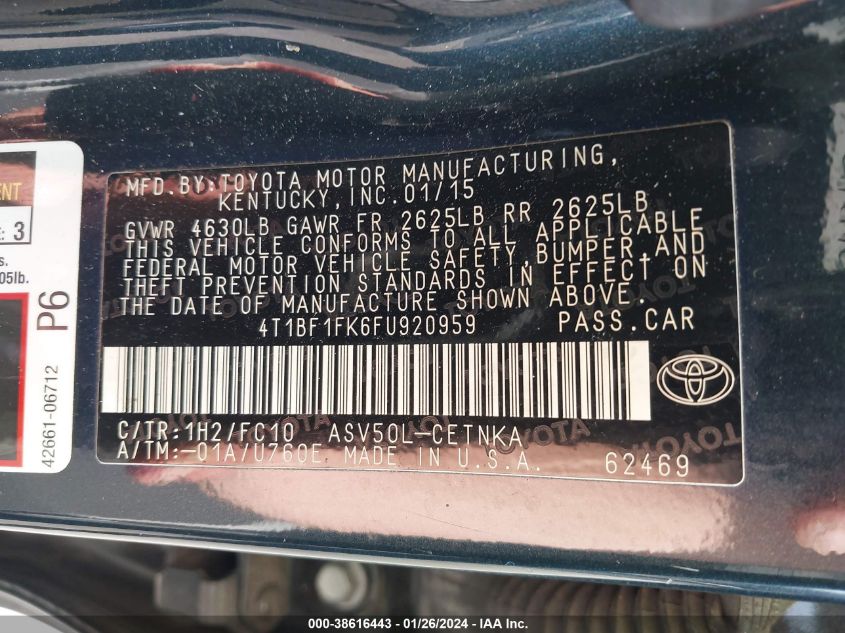 ENT
: 3
s.
05lb.
P6
42661-06712
MFD. BY: TOYOTA MOTOR MANUFACTURING,
KENTUCKY, INC. 01/15
GVWR 4630LB GAWR FR 2625LB RR 2625LB
THIS VEHICLE CONFORMS TO ALL APPLICABLE
FEDERAL MOTOR VEHICLE SAFETY, BUMPER, AND
THEFT PREVENTION STANDARDS IN EFFECT ON
THE DATE OF MANUFACTURE SHOWN ABOVE.
4T1BF1FK6FU920959 PASS.CAR
C/TR:1H2/FC10 ASV50L-CETNKA
A/TM:-01A/U760E MADE IN U.S.A. 62469
000-38616443 - 01/26/2024 - IAA Inc.